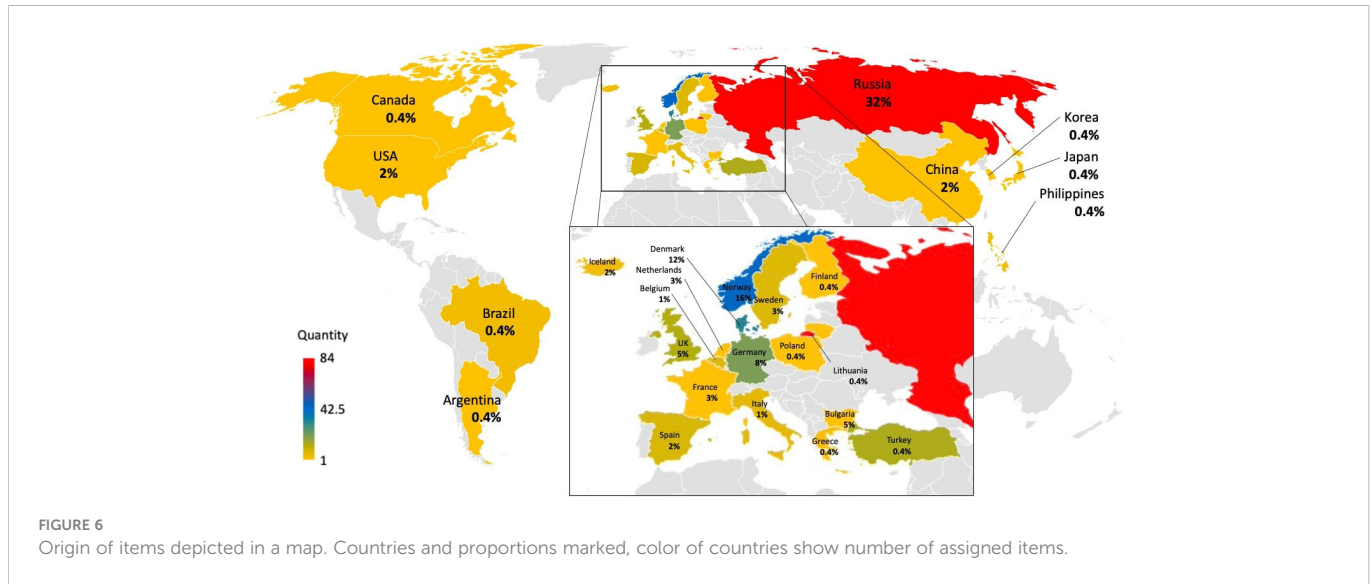 Canada
0.4%
USA
2%
Russia
32%
Korea
0.4%
Japan
0.4%
China
2%
Philippines
0.4%
Brazil
0.4%
Argentina
0.4%
Quantity
84
42.5
1
Iceland
2%
Denmark
12%
Netherlands
3%
Belgium
1%
Norway
16%
Sweden
3%
Finland
0.4%
UK
5%
Germany
8%
Poland
0.4%
Lithuania
0.4%
France
3%
Italy
1%
Spain
2%
Bulgaria
5%
Greece
0.4%
Turkey
0.4%
FIGURE 6
Origin of items depicted in a map. Countries and proportions marked, color of countries show number of assigned items.